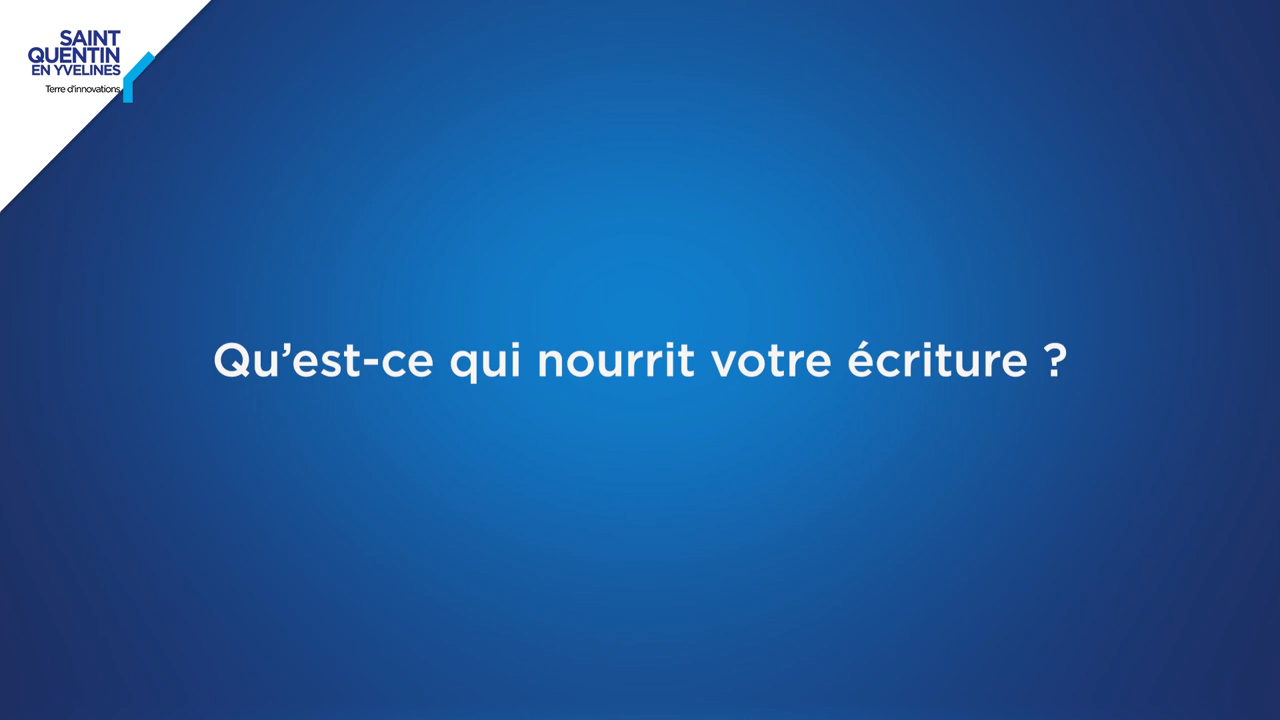 SAINT
QUENTIN
EN YVELINES
Terre d'innovations
Qu’est-ce qui nourrit votre écriture ?